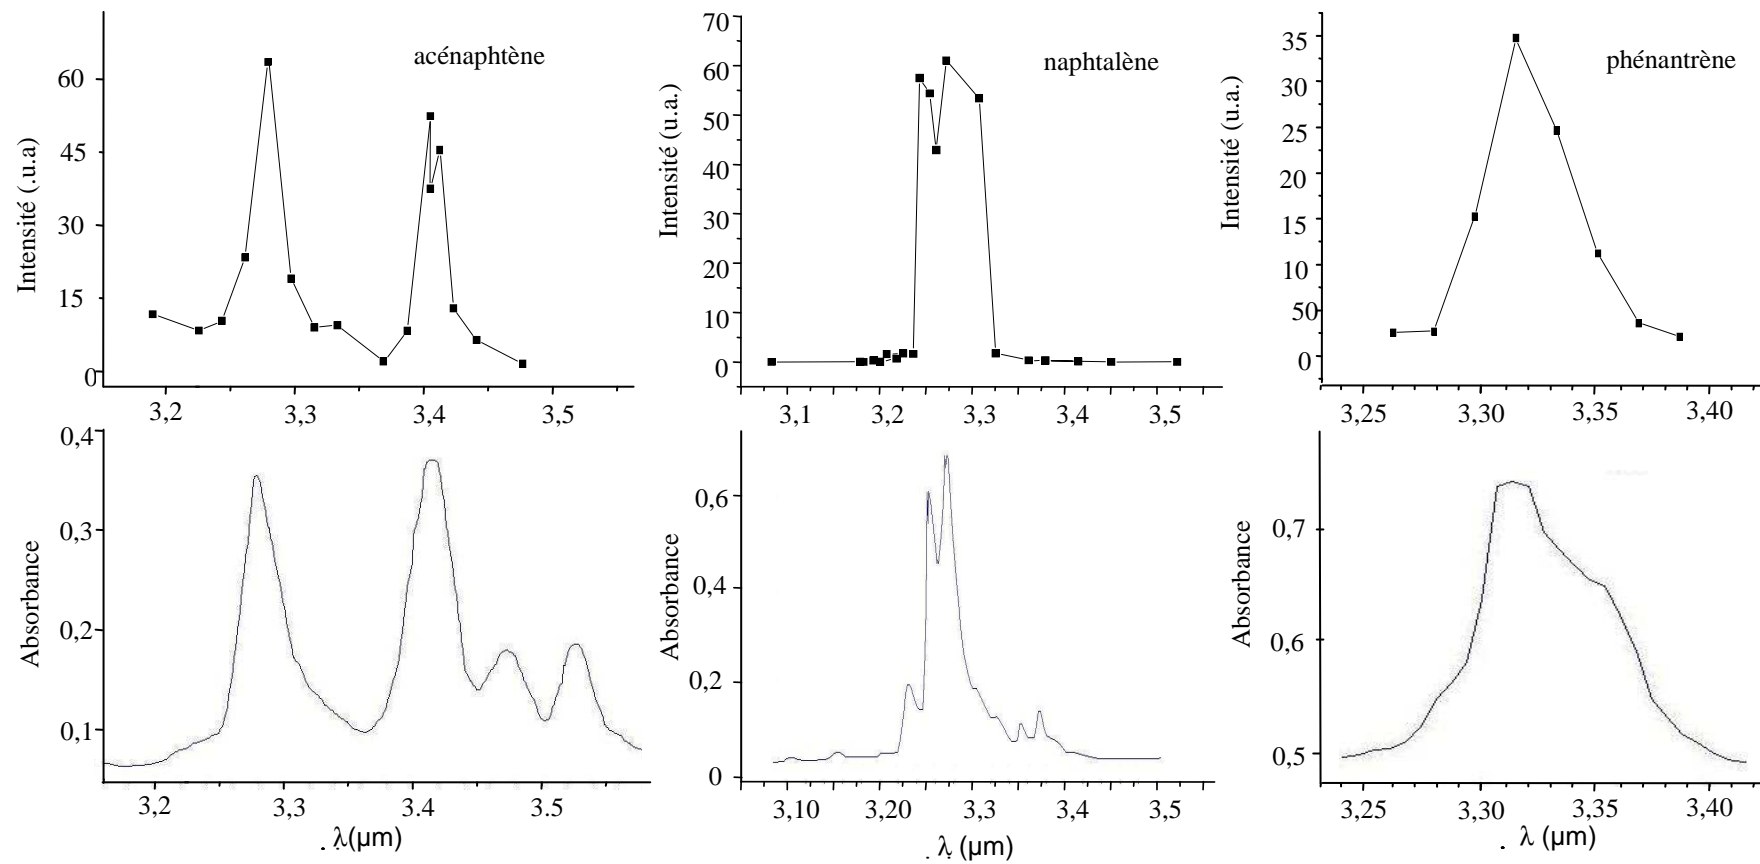 acénaphtène
Intensité (.u.a)
60
45
30
15
0
3,2 3,3 3,4 3,5
naphtalène
Intensité (u.a.)
70
60
50
40
30
20
10
0
3,1 3,2 3,3 3,4 3,5
phénantrène
Intensité (u.a.)
35
30
25
20
15
10
50
0
3,25 3,30 3,35 3,40
Absorbance
0,4
0,3
0,2
0,1
3,2 3,3 3.4 3.5
. λ(µm)
Absorbance
0,6
0,4
0,2
0
3,10 3,20 3,3 3,4 3,5
. λ (µm)
Absorbance
0,7
0,6
0,5
3,25 3,30 3,35 3,40
. λ (µm)